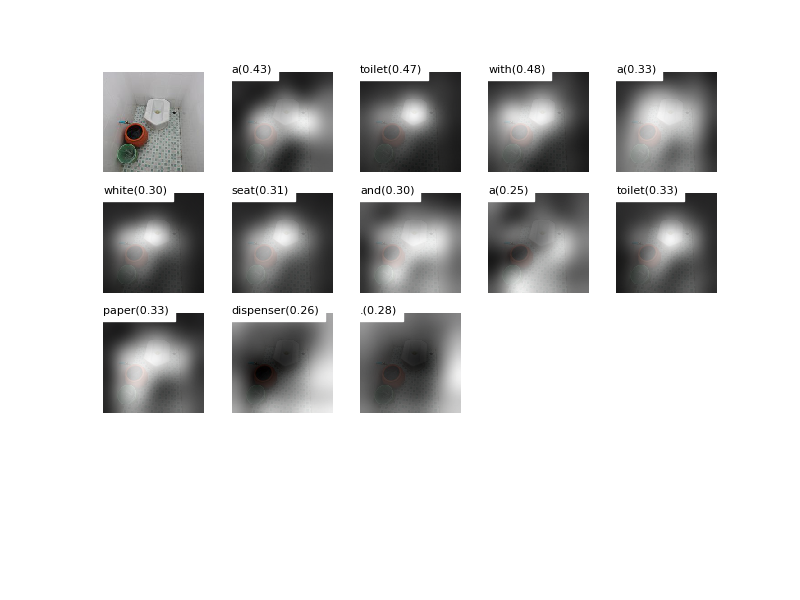 a(0.43) toilet(0.47) with(0.48) a(0.33)
white(0.30) seat(0.31) and(0.30) a(0.25) toilet(0.33)
paper(0.33) dispenser(0.26) .(0.28)